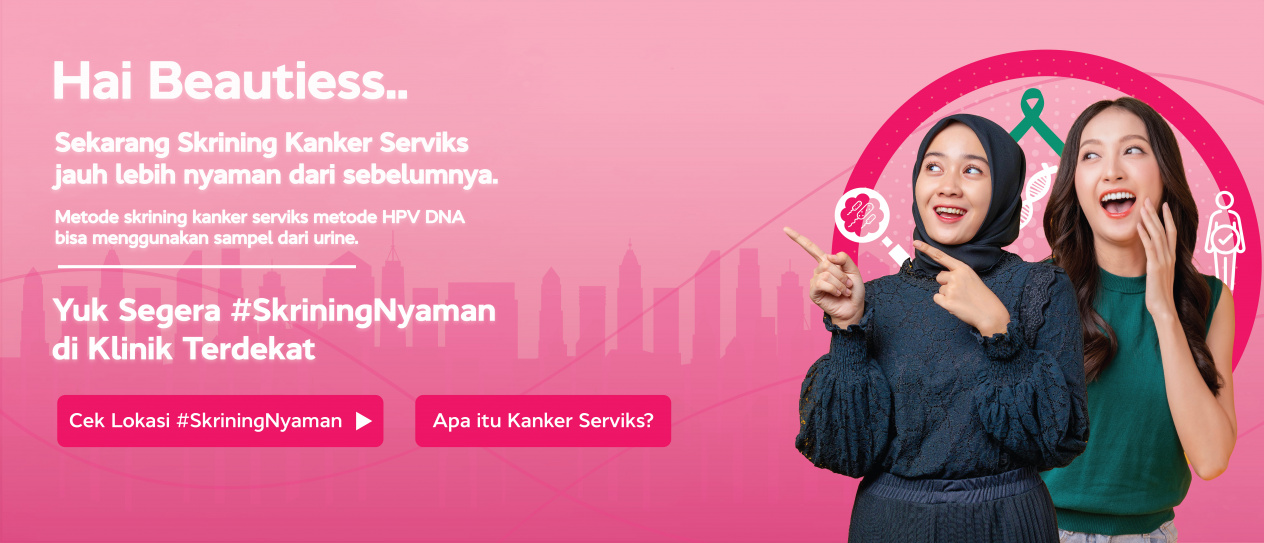 Hai Beautiess..
Sekarang Skrining Kanker Serviks
jauh lebih nyaman dari sebelumnya.
Metode skrining kanker serviks metode HPV DNA
bisa menggunakan sampel dari urine.
Yuk Segera #SkriningNyaman
di Klinik Terdekat
Cek Lokasi #SkriningNyaman
Apa itu Kanker Serviks?